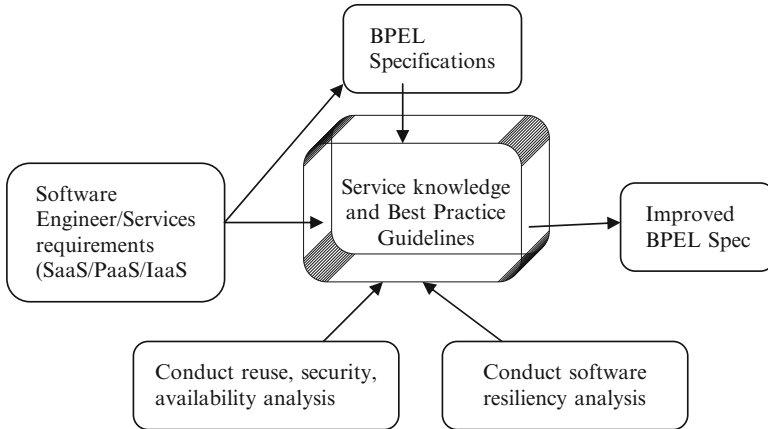 BPEL
Specifications
Software
Engineer/Services
requirements
(SaaS/PaaS/IaaS
Service knowledge
and Best Practice
Guidelines
Improved
BPEL Spec
Conduct reuse, security,
availability analysis
Conduct software
resiliency analysis